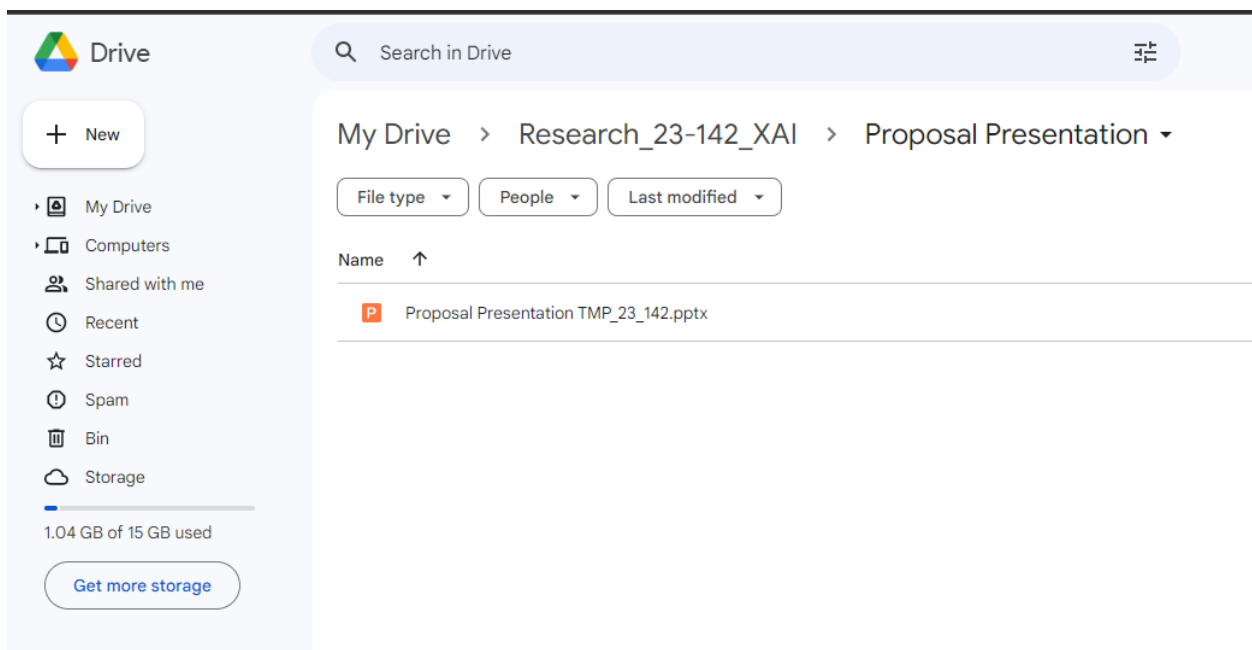 Drive
Search in Drive
New
My Drive
Computers
Shared with me
Recent
Starred
Spam
Bin
Storage
1.04 GB of 15 GB used
Get more storage
My Drive > Research_23-142_XAI > Proposal Presentation
File type People Last modified
Name
P Proposal Presentation TMP_23_142.pptx